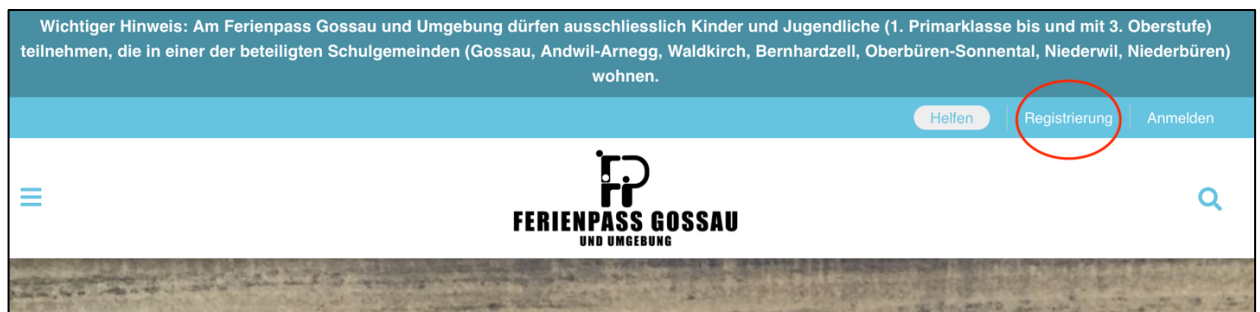 Wichtiger Hinweis: Am Ferienpass Gossau und Umgebung dürfen ausschliesslich Kinder und Jugendliche (1. Primarklasse bis und mit 3. Oberstufe)
teilnehmen, die in einer der beteiligten Schulgemeinden (Gossau, Andwil-Arnegg, Waldkirch, Bernhardzell, Oberbüren-Sonnental, Niederwil, Niederbüren)
wohnen.
Helfen Registrierung Anmelden
FERIENPASS GOSSAU
UND UMGEBUNG